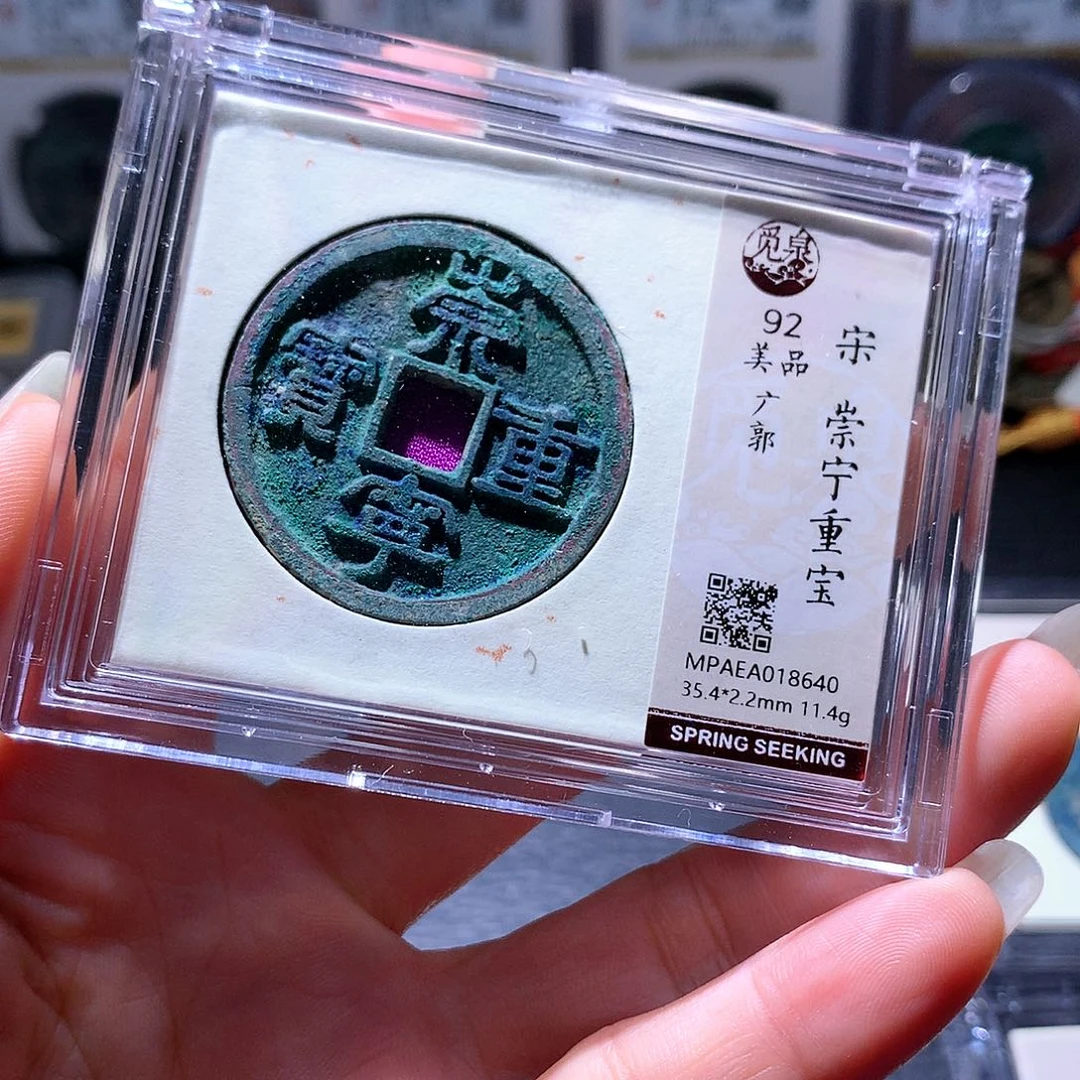 崇
重
寧
寳
觅泉
92
美品
广郭
宋 崇宁重宝
MPAEA018640
35.4*2.2mm 11.4g
SPRING SEEKING